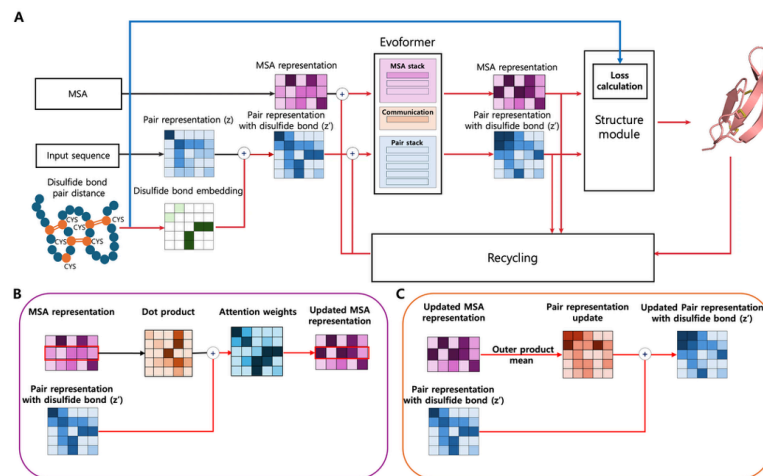 A
MSA
Input sequence
Disulfide bond
pair distance
CYS
CYS
CYS
CYS
CYS
CYS
MSA representation
Pair representation (z)
Pair representation
with disulfide bond (z')
Disulfide bond embedding
+
+
+
Evoformer
MSA stack
Communication
Pair stack
MSA representation
Pair representation
with disulfide bond (z')
Loss
calculation
Structure
module
Recycling
B
MSA representation
Dot product
Attention weights
Updated MSA
representation
+
Pair representation
with disulfide bond (z')
C
Updated MSA
representation
Outer product
mean
Pair representation
update
+
Updated Pair representation
with disulfide bond (z')
Pair representation
with disulfide bond (z')